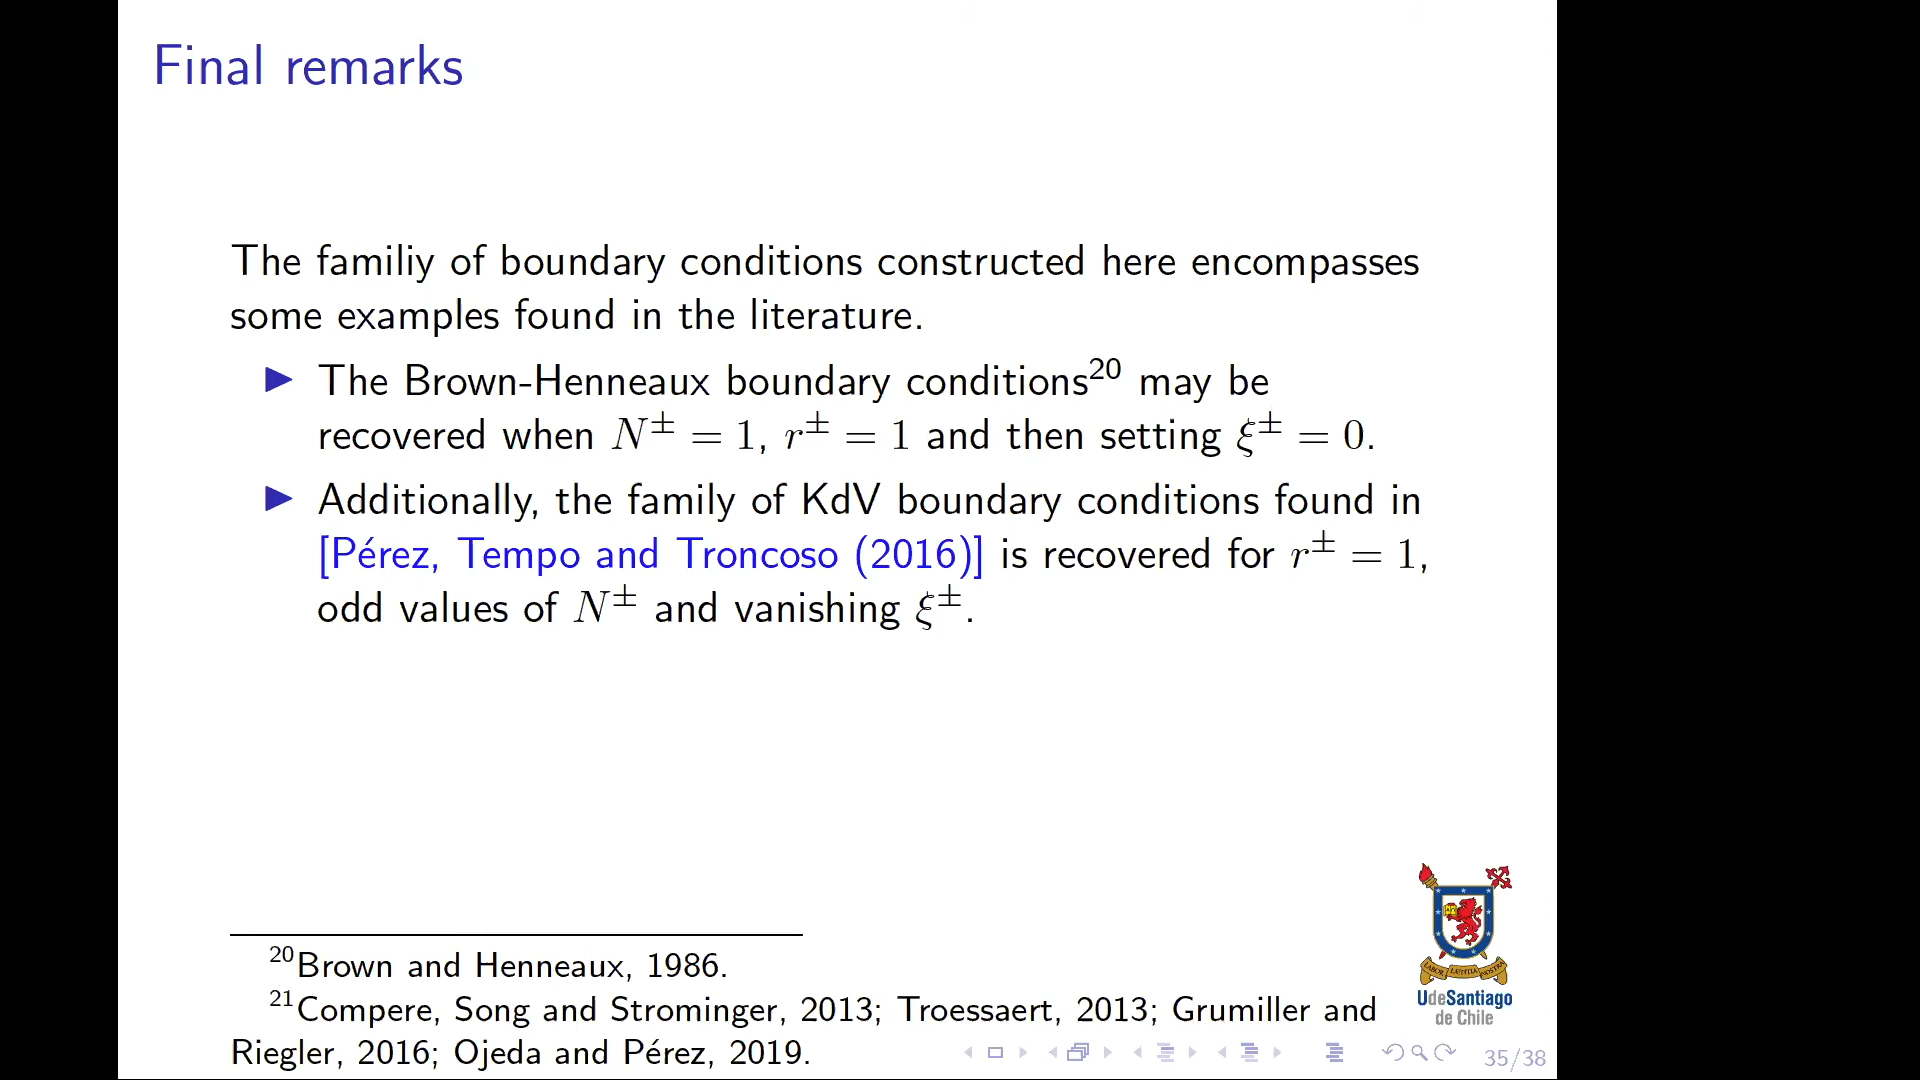 Final remarks
The familiy of boundary conditions constructed here encompasses
some examples found in the literature.
▶ The Brown-Henneaux boundary conditions²⁰ may be
recovered when N± = 1, r± = 1 and then setting ξ± = 0.
▶ Additionally, the family of KdV boundary conditions found in
[Pérez, Tempo and Troncoso (2016)] is recovered for r± = 1,
odd values of N± and vanishing ξ±.
²⁰Brown and Henneaux, 1986.
²¹Compere, Song and Strominger, 2013; Troessaert, 2013; Grumiller and
Riegler, 2016; Ojeda and Pérez, 2019.
LABOR LÆTITIA NOSTRA
UdeSantiago
de Chile
35/38